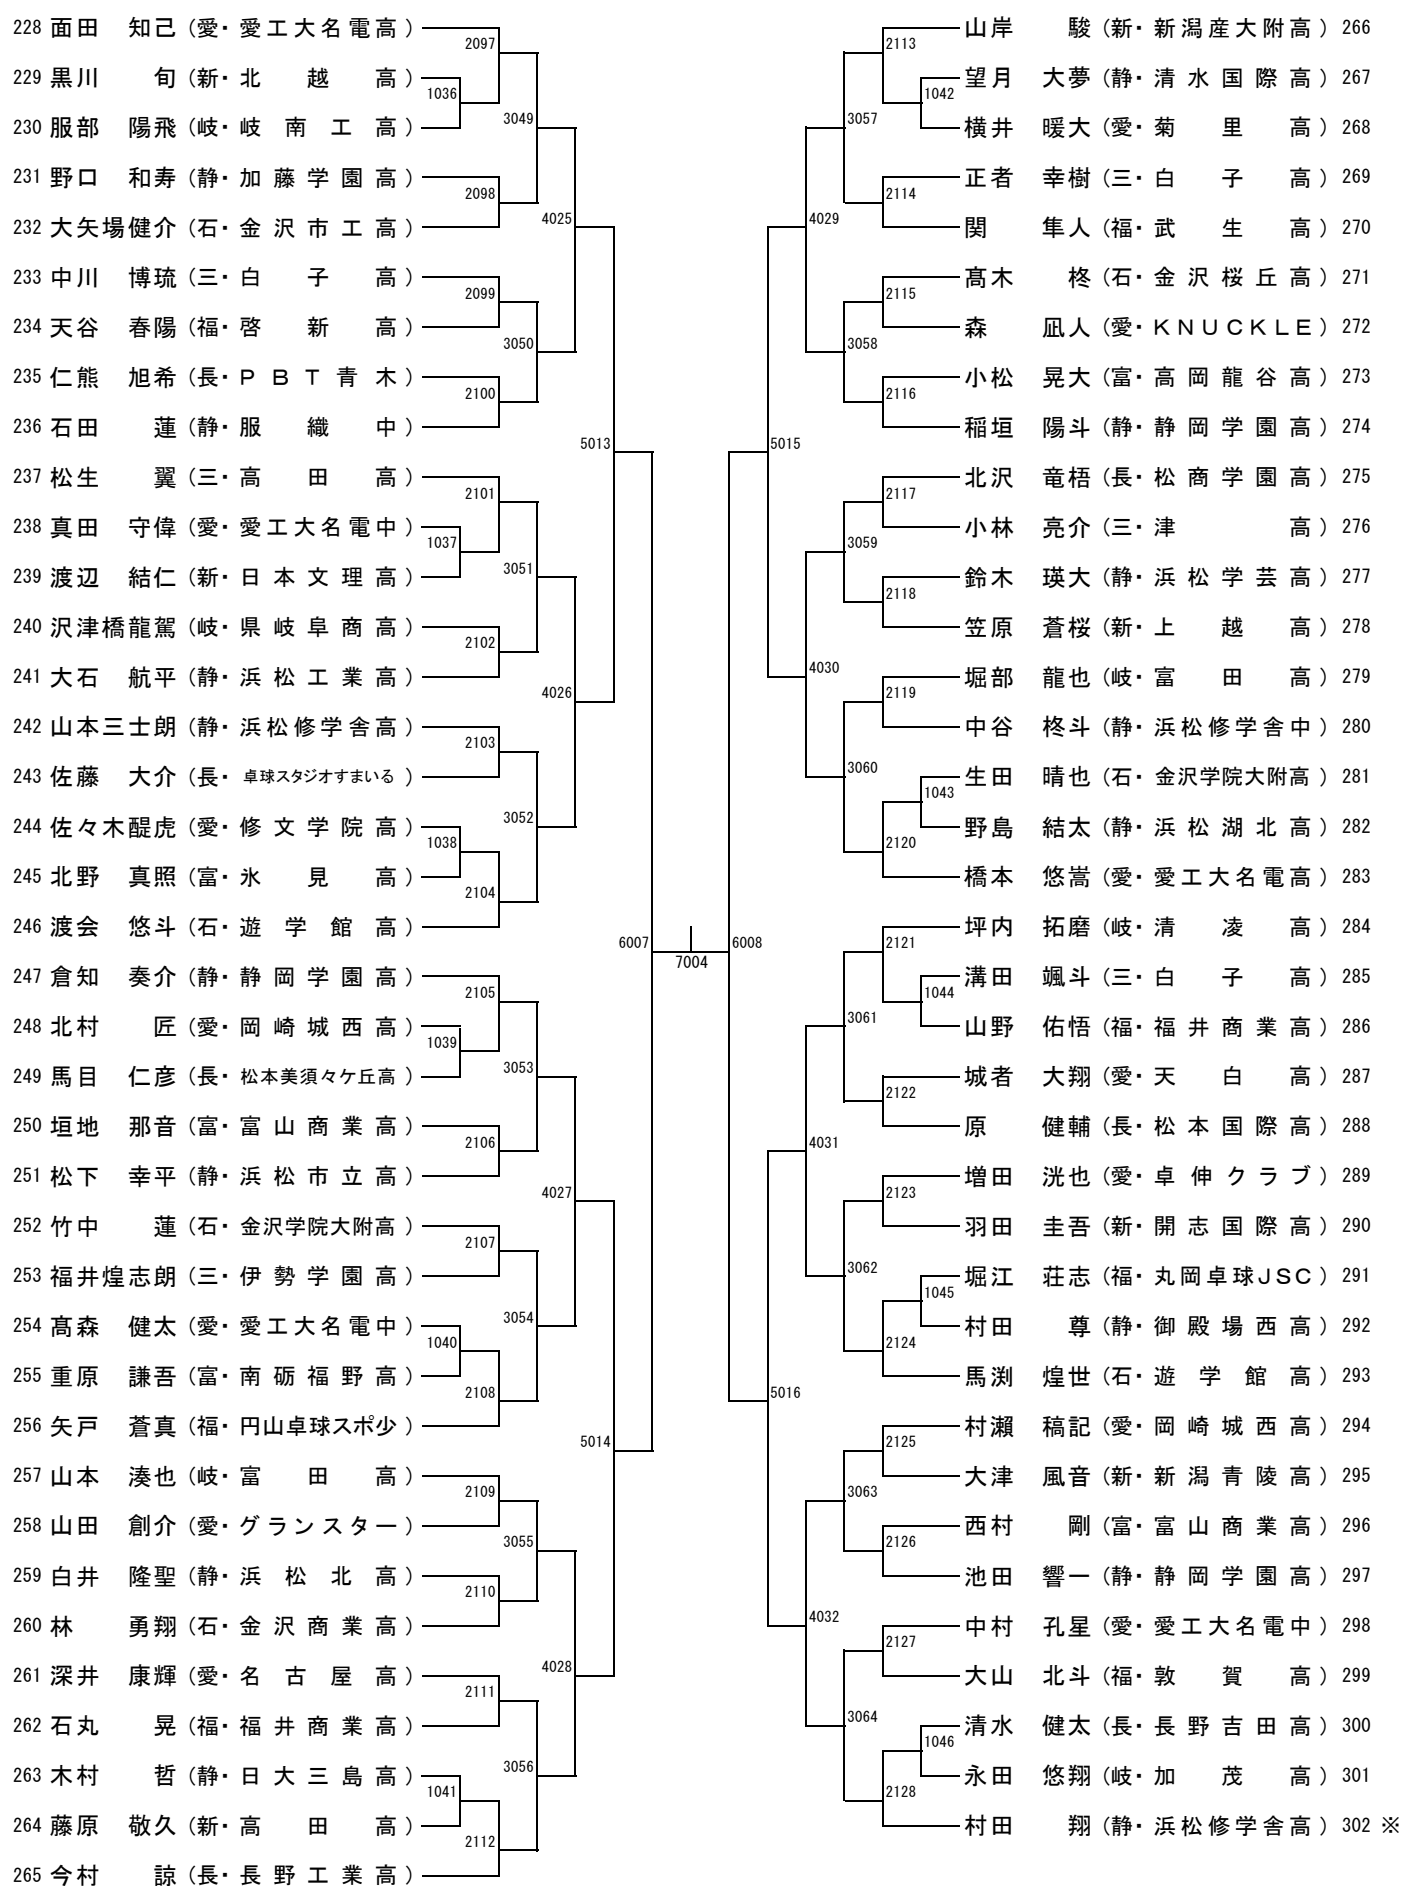 228 面田 知己 (愛・愛工大名電高)
229 黒川 旬 (新・北越高)
230 服部 陽飛 (岐・岐南工高)
231 野口 和寿 (静・加藤学園高)
232 大矢場健介 (石・金沢市工高)
233 中川 博琉 (三・白子高)
234 天谷 春陽 (福・啓新高)
235 仁熊 旭希 (長・PBT青木)
236 石田 蓮 (静・服織中)
237 松生 翼 (三・高田高)
238 真田 守偉 (愛・愛工大名電中)
239 渡辺 結仁 (新・日本文理高)
240 沢津橋龍駕 (岐・県岐阜商高)
241 大石 航平 (静・浜松工業高)
242 山本三士朗 (静・浜松修学舎高)
243 佐藤 大介 (長・卓球スタジオすまいる)
244 佐々木醍虎 (愛・修文学院高)
245 北野 真照 (富・氷見高)
246 渡会 悠斗 (石・遊学館高)
247 倉知 奏介 (静・静岡学園高)
248 北村 匠 (愛・岡崎城西高)
249 馬目 仁彦 (長・松本美須々ケ丘高)
250 垣地 那音 (富・富山商業高)
251 松下 幸平 (静・浜松市立高)
252 竹中 蓮 (石・金沢学院大附高)
253 福井煌志朗 (三・伊勢学園高)
254 髙森 健太 (愛・愛工大名電中)
255 重原 謙吾 (富・南砺福野高)
256 矢戸 蒼真 (福・円山卓球スポ少)
257 山本 湊也 (岐・富田高)
258 山田 創介 (愛・グランスター)
259 白井 隆聖 (静・浜松北高)
260 林 勇翔 (石・金沢商業高)
261 深井 康輝 (愛・名古屋高)
262 石丸 晃 (福・福井商業高)
263 木村 哲 (静・日大三島高)
264 藤原 敬久 (新・高田高)
265 今村 諒 (長・長野工業高)
1036
1037
1038
1039
1040
1041
2097
2098
2099
2100
2101
2102
2103
2104
2105
2106
2107
2108
2109
2110
2111
2112
3049
3050
3051
3052
3053
3054
3055
3056
4025
4026
4027
4028
5013
5014
6007
7004
6008
5015
5016
4029
4030
4031
4032
3057
3058
3059
3060
3061
3062
3063
3064
2113
2114
2115
2116
2117
2118
2119
2120
2121
2122
2123
2124
2125
2126
2127
2128
1042
1043
1044
1045
1046
山岸 駿 (新・新潟産大附高) 266
望月 大夢 (静・清水国際高) 267
横井 暖大 (愛・菊里高) 268
正者 幸樹 (三・白子高) 269
関 隼人 (福・武生高) 270
髙木 柊 (石・金沢桜丘高) 271
森 凪人 (愛・KNUCKLE) 272
小松 晃大 (富・高岡龍谷高) 273
稲垣 陽斗 (静・静岡学園高) 274
北沢 竜梧 (長・松商学園高) 275
小林 亮介 (三・津高) 276
鈴木 瑛大 (静・浜松学芸高) 277
笠原 蒼桜 (新・上越高) 278
堀部 龍也 (岐・富田高) 279
中谷 柊斗 (静・浜松修学舎中) 280
生田 晴也 (石・金沢学院大附高) 281
野島 結太 (静・浜松湖北高) 282
橋本 悠嵩 (愛・愛工大名電高) 283
坪内 拓磨 (岐・清凌高) 284
溝田 颯斗 (三・白子高) 285
山野 佑悟 (福・福井商業高) 286
城者 大翔 (愛・天白高) 287
原 健輔 (長・松本国際高) 288
増田 洸也 (愛・卓伸クラブ) 289
羽田 圭吾 (新・開志国際高) 290
堀江 荘志 (福・丸岡卓球JSC) 291
村田 尊 (静・御殿場西高) 292
馬渕 煌世 (石・遊学館高) 293
村瀬 稿記 (愛・岡崎城西高) 294
大津 風音 (新・新潟青陵高) 295
西村 剛 (富・富山商業高) 296
池田 響一 (静・静岡学園高) 297
中村 孔星 (愛・愛工大名電中) 298
大山 北斗 (福・敦賀高) 299
清水 健太 (長・長野吉田高) 300
永田 悠翔 (岐・加茂高) 301
村田 翔 (静・浜松修学舎高) 302 ※